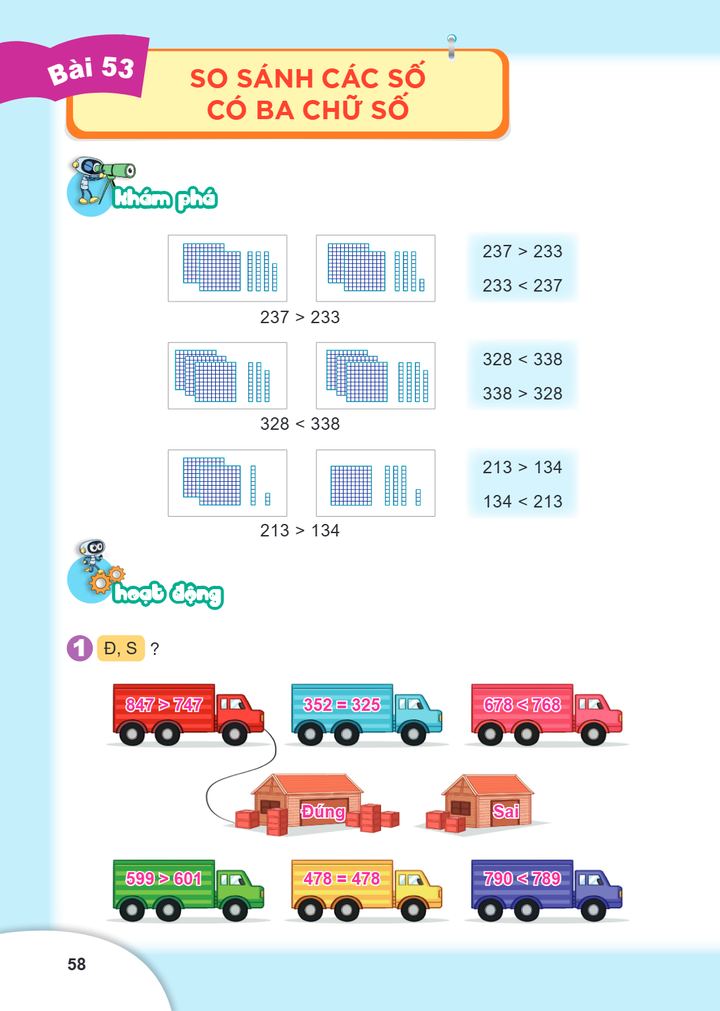 Bài 53
SO SÁNH CÁC SỐ
CÓ BA CHỮ SỐ
khám phá
237 > 233
237 > 233
233 < 237
328 < 338
328 < 338
338 > 328
213 > 134
213 > 134
134 < 213
hoạt động
1 Đ, S ?
847 > 747
352 = 325
678 < 768
Đúng
Sai
599 > 601
478 = 478
790 < 789
58